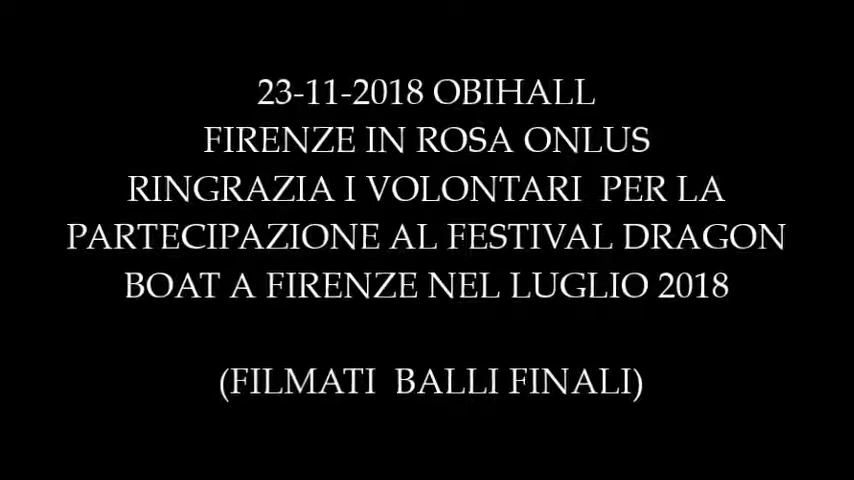 23-11-2018 OBIHALL
FIRENZE IN ROSA ONLUS
RINGRAZIA I VOLONTARI  PER LA
PARTECIPAZIONE AL FESTIVAL DRAGON
BOAT A FIRENZE NEL LUGLIO 2018
(FILMATI  BALLI FINALI)